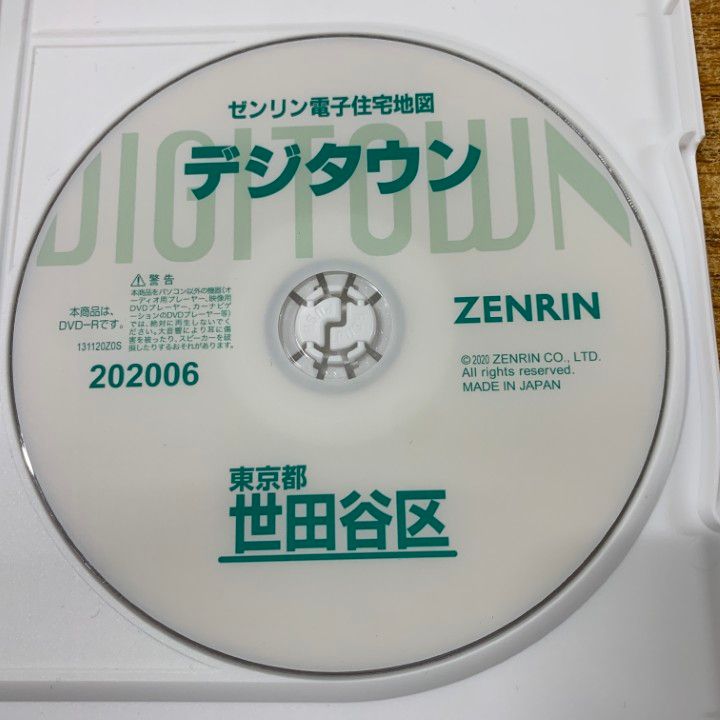 ゼンリン電子住宅地図
DIGITOWN
デジタウン
⚠警告
本商品をパソコン以外の機器(オ
ーディオ用プレーヤー、映像用
DVDプレーヤー、カーナビゲ
ーションのDVDプレーヤー等)
では、絶対に再生しないでく
ださい。大音響により耳に傷
害を被ったり、スピーカーを破
損したりするおそれがあります。
本商品は、
DVD-Rです。
131120Z0S
202006
ZENRIN
©2020 ZENRIN CO., LTD.
All rights reserved.
MADE IN JAPAN
東京都
世田谷区